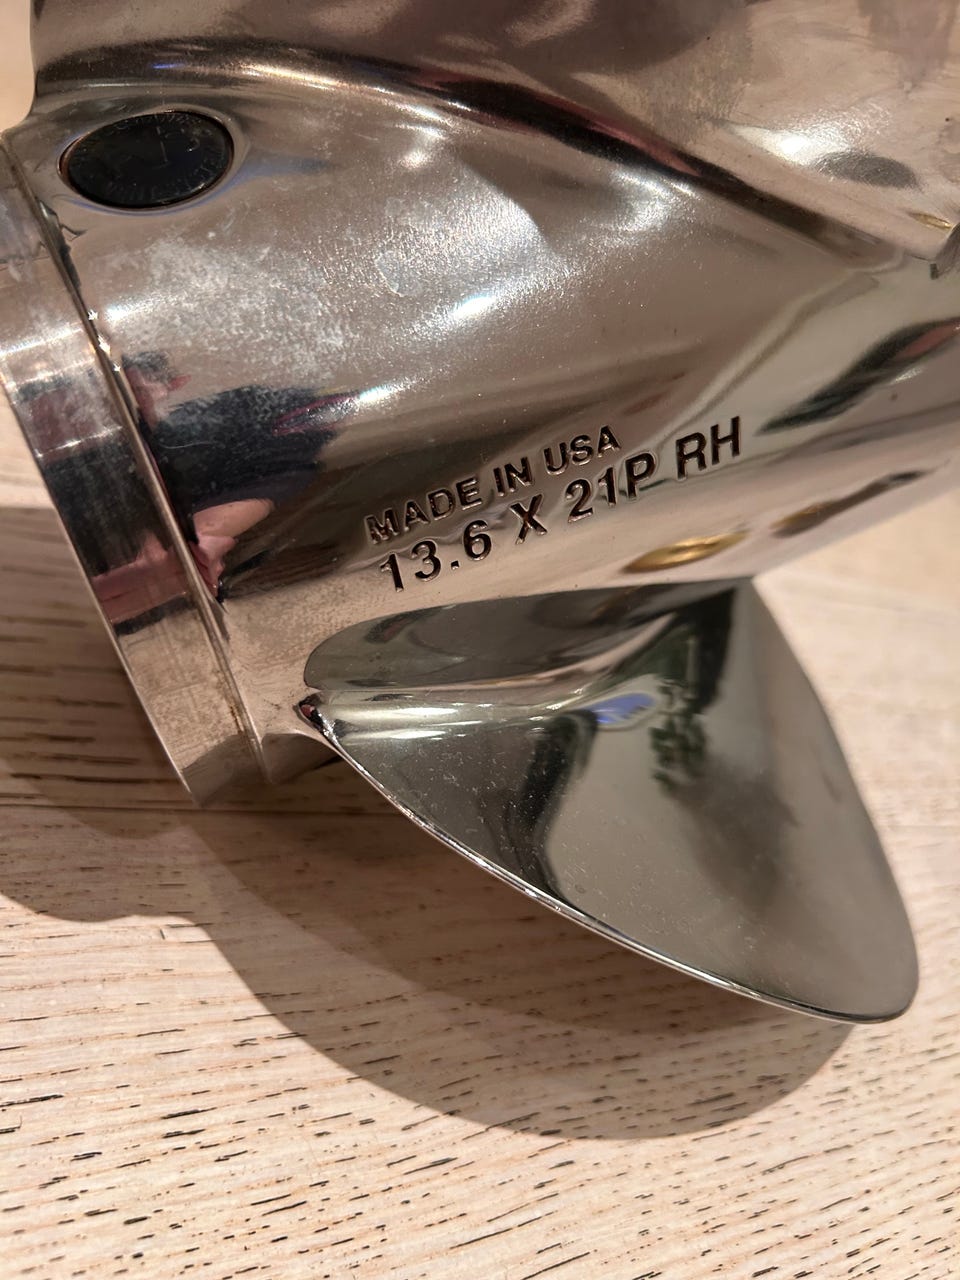 MADE IN USA
13.6 X 21P RH